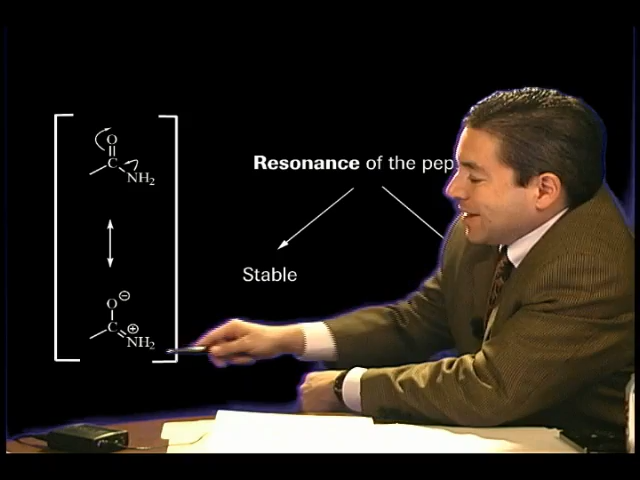 O
C
NH2
Resonance of the pep
Stable
O⊖
C ⊕
NH2